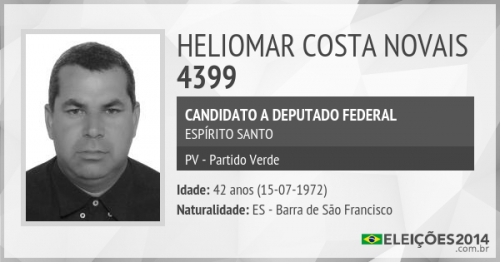 HELIOMAR COSTA NOVAIS
4399
CANDIDATO A DEPUTADO FEDERAL
ESPÍRITO SANTO
PV - Partido Verde
Idade: 42 anos (15-07-1972)
Naturalidade: ES - Barra de São Francisco
ELEIÇÕES2014
.com.br